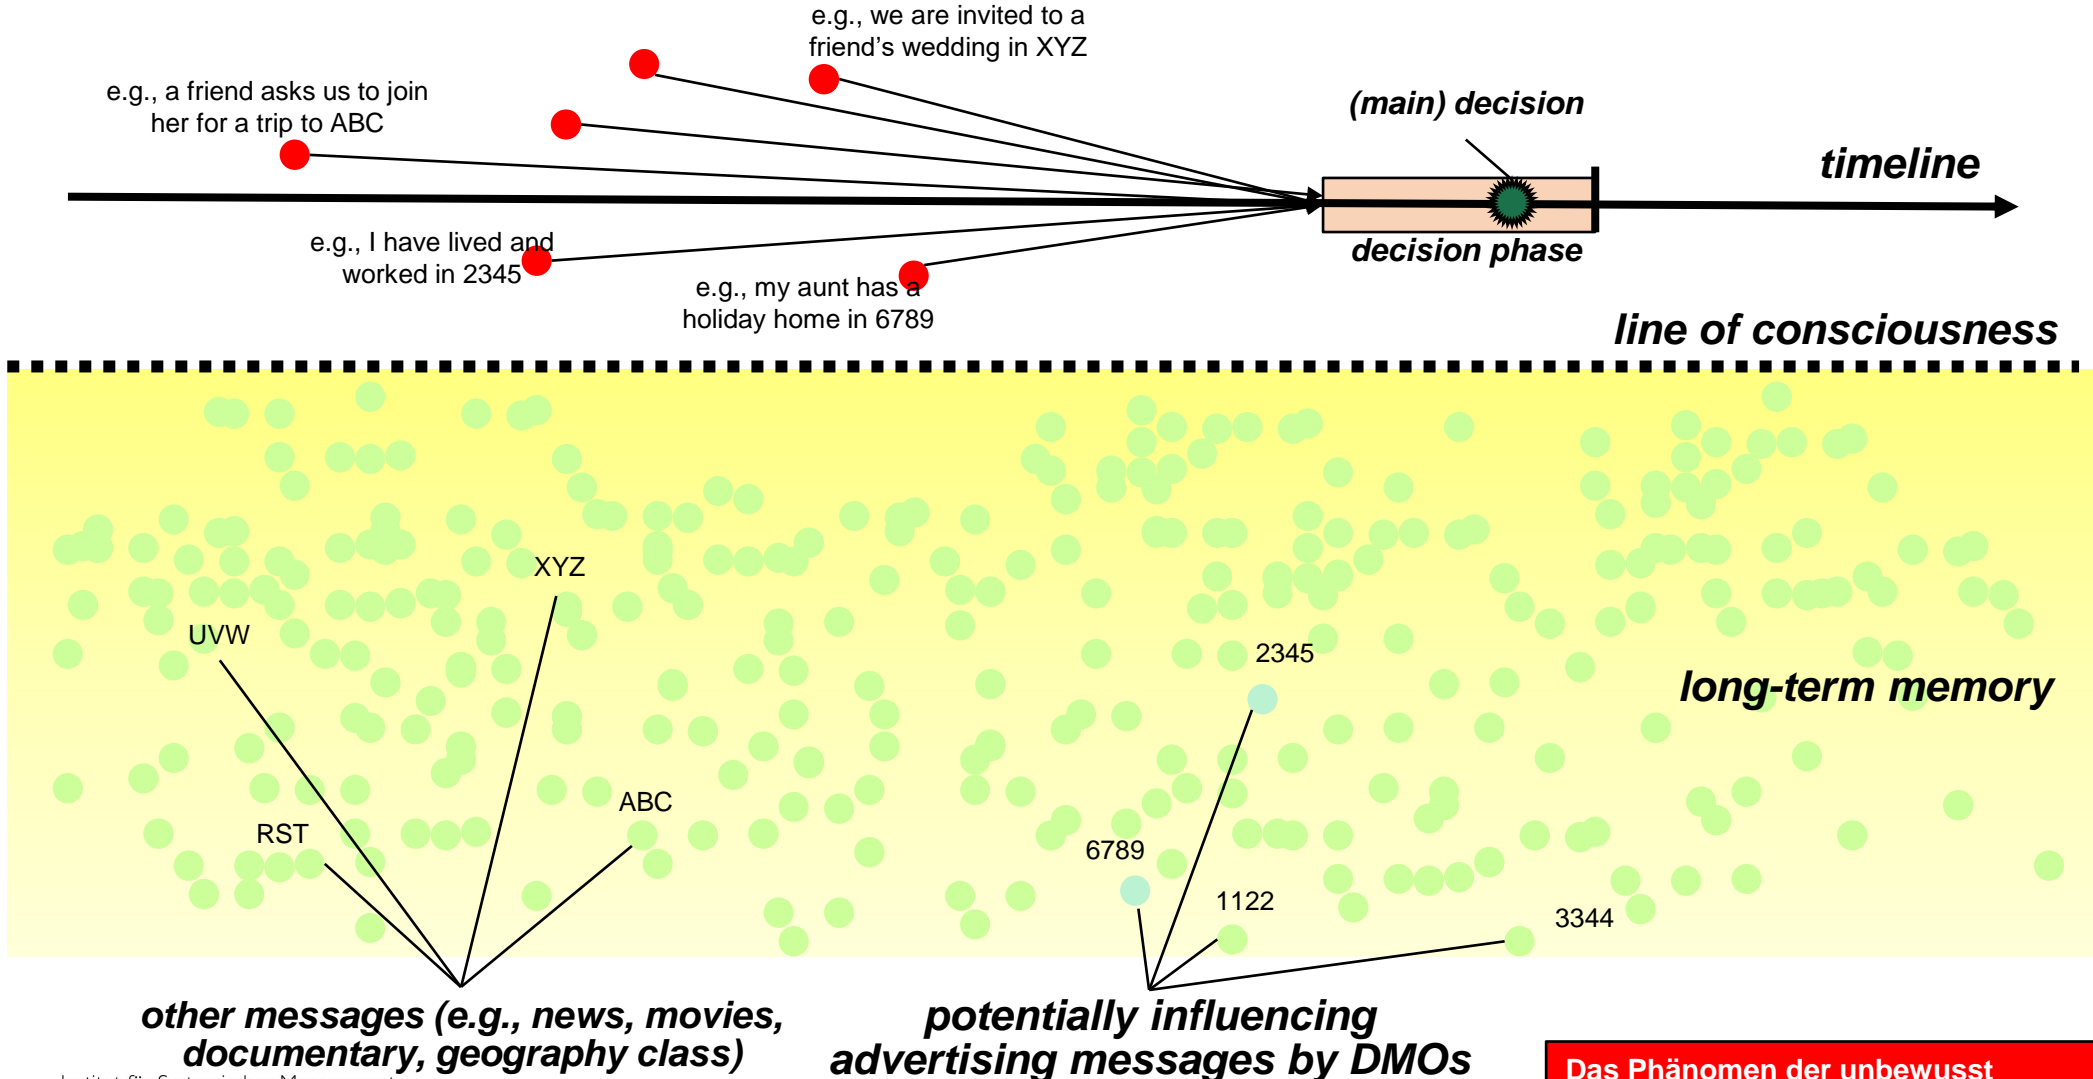 e.g., we are invited to a
friend's wedding in XYZ
e.g., a friend asks us to join
her for a trip to ABC
(main) decision
timeline
e.g., I have lived and
worked in 2345
decision phase
e.g., my aunt has a
holiday home in 6789
line of consciousness
XYZ
UVW
2345
long-term memory
ABC
RST
6789
1122
3344
other messages (e.g., news, movies,
documentary, geography class)
potentially influencing
advertising messages by DMOs
Das Phänomen der unbewusst